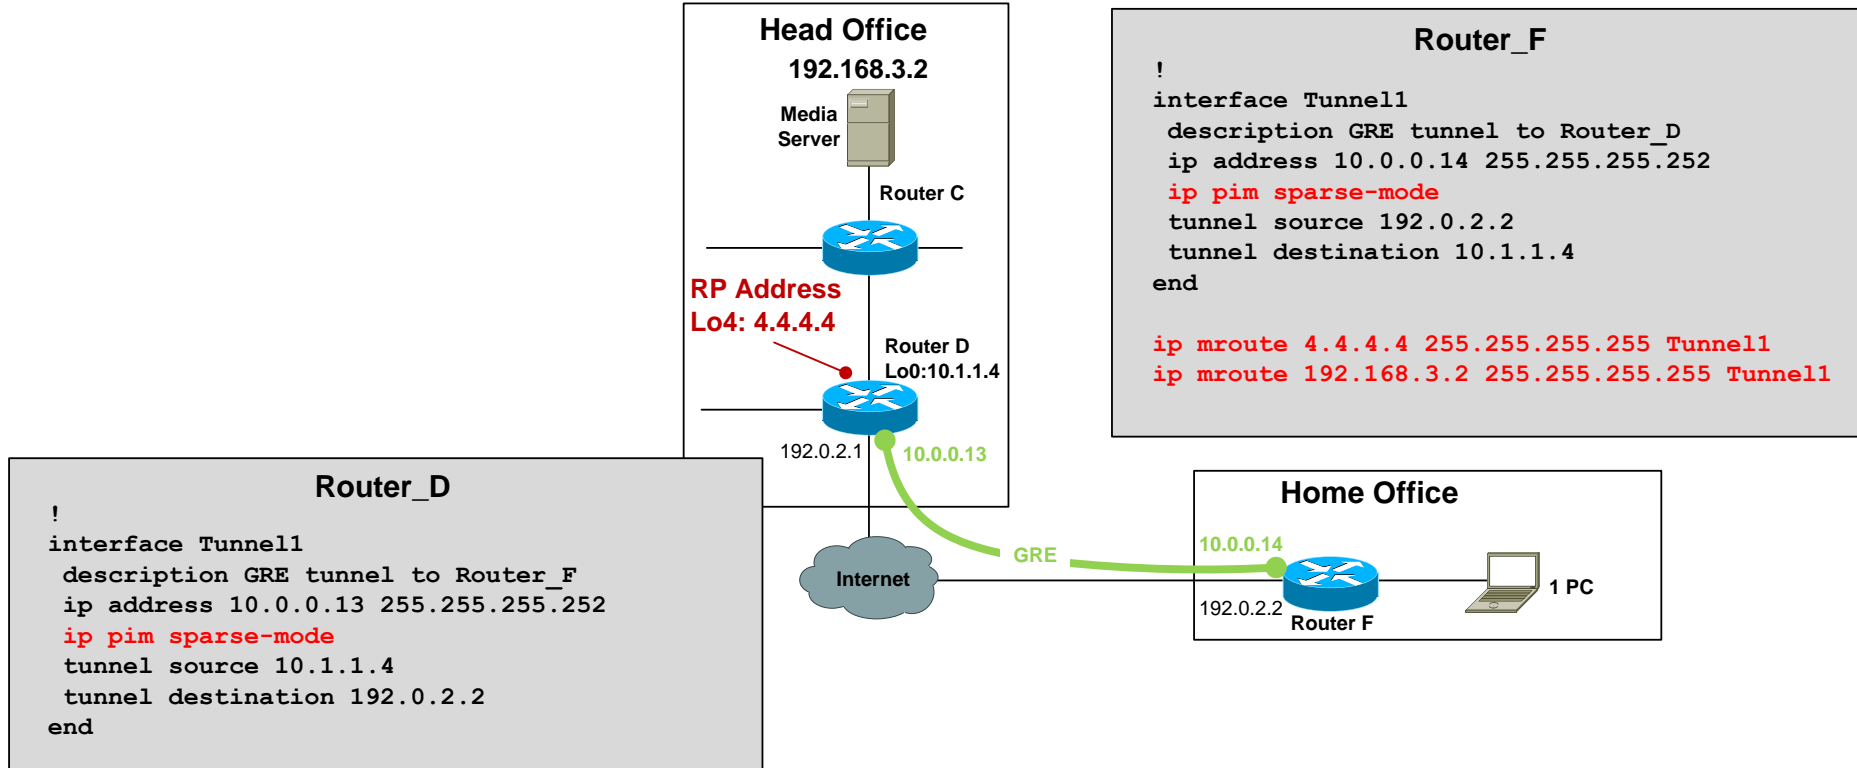 Head Office
192.168.3.2
Media
Server
Router C
RP Address
Lo4: 4.4.4.4
Router D
Lo0:10.1.1.4
192.0.2.1
10.0.0.13
Router_F
!
interface Tunnel1
description GRE tunnel to Router_D
ip address 10.0.0.14 255.255.255.252
ip pim sparse-mode
tunnel source 192.0.2.2
tunnel destination 10.1.1.4
end
ip mroute 4.4.4.4 255.255.255.255 Tunnel1
ip mroute 192.168.3.2 255.255.255.255 Tunnel1
Router_D
!
interface Tunnel1
description GRE tunnel to Router_F
ip address 10.0.0.13 255.255.255.252
ip pim sparse-mode
tunnel source 10.1.1.4
tunnel destination 192.0.2.2
end
Internet
GRE
Home Office
10.0.0.14
192.0.2.2
Router F
1 PC